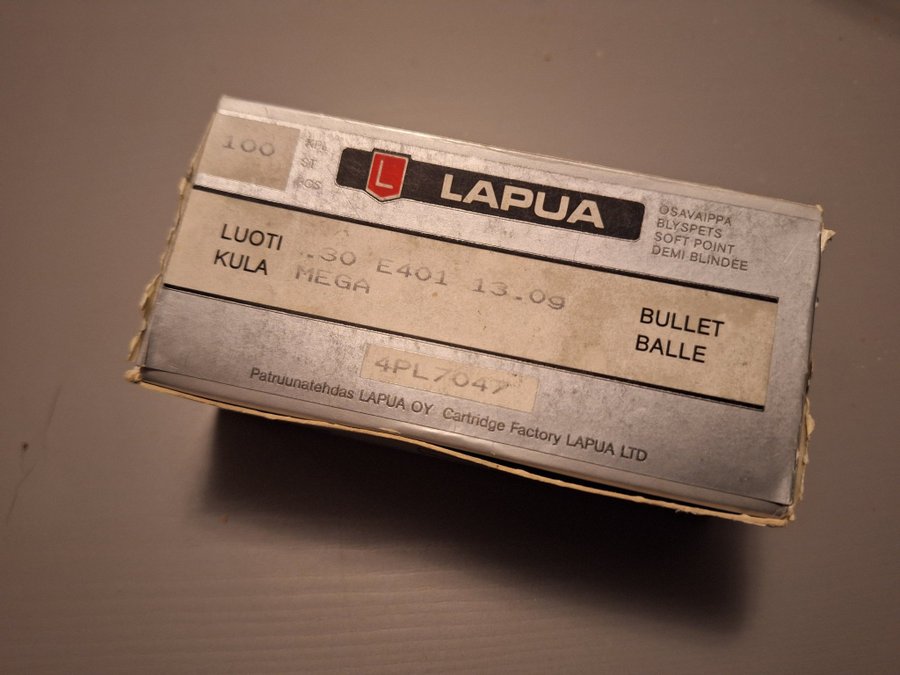 100 KPL
ST
PCS
L LAPUA
OSAVAIPPA
BLYSPETS
SOFT POINT
DEMI BLINDÉE
LUOTI
KULA
.30 E401 13.0g
MEGA
BULLET
BALLE
4PL7047
Patruunatehdas LAPUA OY Cartridge Factory LAPUA LTD